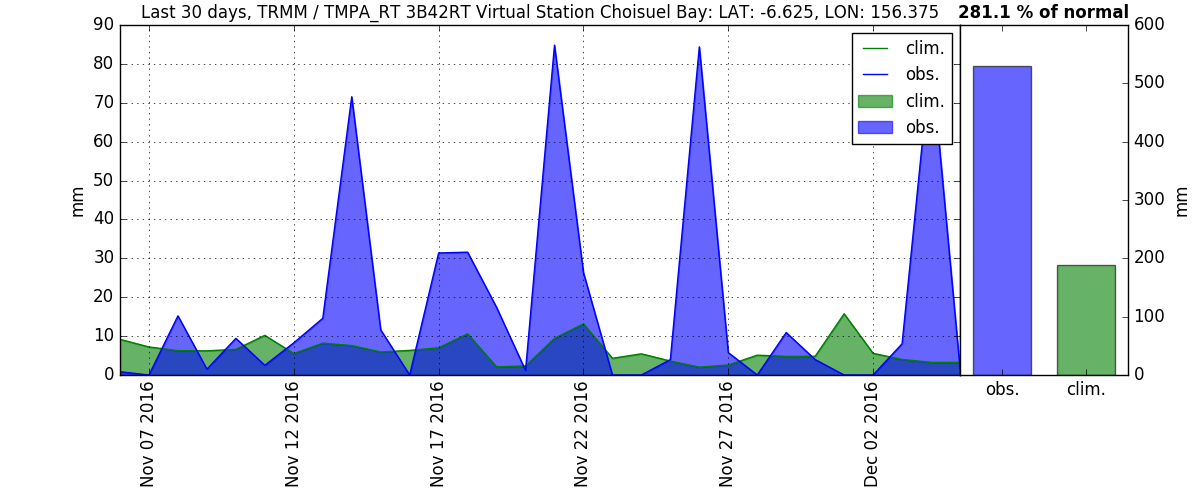 Last 30 days, TRMM / TMPA_RT 3B42RT Virtual Station Choisuel Bay: LAT: -6.625, LON: 156.375 281.1 % of normal
90
80
70
60
50
40
30
20
10
0
mm
Nov 07 2016
Nov 12 2016
Nov 17 2016
Nov 22 2016
Nov 27 2016
Dec 02 2016
clim.
obs.
clim.
obs.
600
500
400
300
200
100
0
mm
obs.
clim.